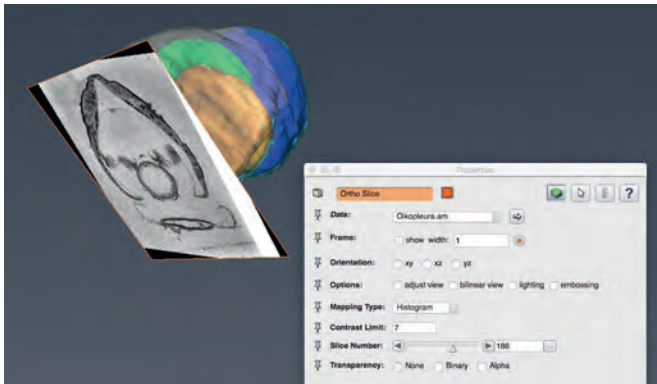 Properties
Ortho Slice ?
Data: Oikopleura.am
Frame: show width: 1
Orientation: xy xz yz
Options: adjust view bilinear view lighting embossing
Mapping Type: Histogram
Contrast Limit: 7
Slice Number: 166 ...
Transparency: None Binary Alpha